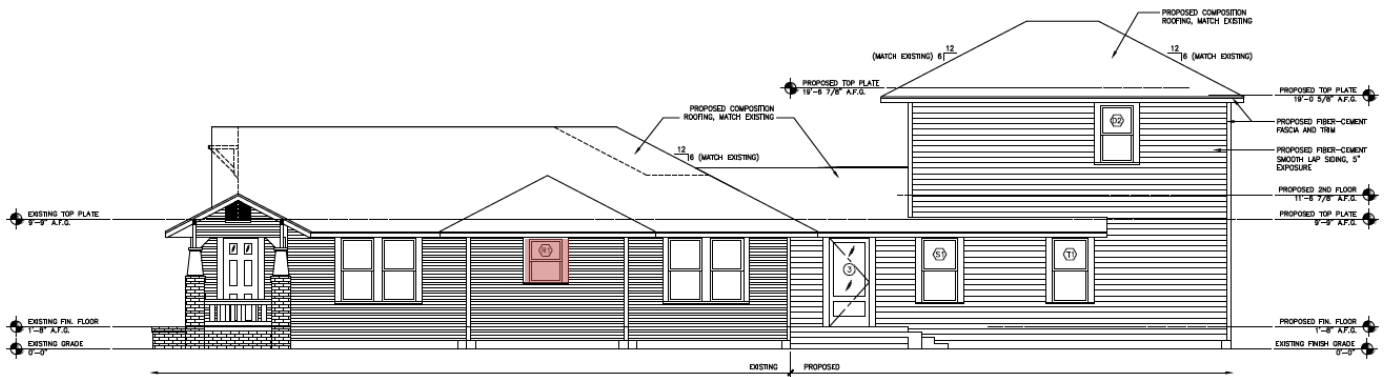 PROPOSED COMPOSITION
ROOFING, MATCH EXISTING
12
(MATCH EXISTING) 6
12
6 (MATCH EXISTING)
PROPOSED TOP PLATE
19'-6 7/8" A.F.G.
PROPOSED TOP PLATE
19'-0 5/8" A.F.G.
PROPOSED COMPOSITION
ROOFING, MATCH EXISTING
D2
PROPOSED FIBER-CEMENT
FASCIA AND TRIM
12
6 (MATCH EXISTING)
PROPOSED FIBER-CEMENT
SMOOTH LAP SIDING, 5"
EXPOSURE
PROPOSED 2ND FLOOR
11'-6 7/8" A.F.G.
EXISTING TOP PLATE
9'-9" A.F.G.
PROPOSED TOP PLATE
9'-9" A.F.G.
R1
3
S1
T1
EXISTING FIN. FLOOR
1'-8" A.F.G.
PROPOSED FIN. FLOOR
1'-8" A.F.G.
EXISTING GRADE
0'-0"
EXISTING FINISH GRADE
0'-0"
EXISTING
PROPOSED